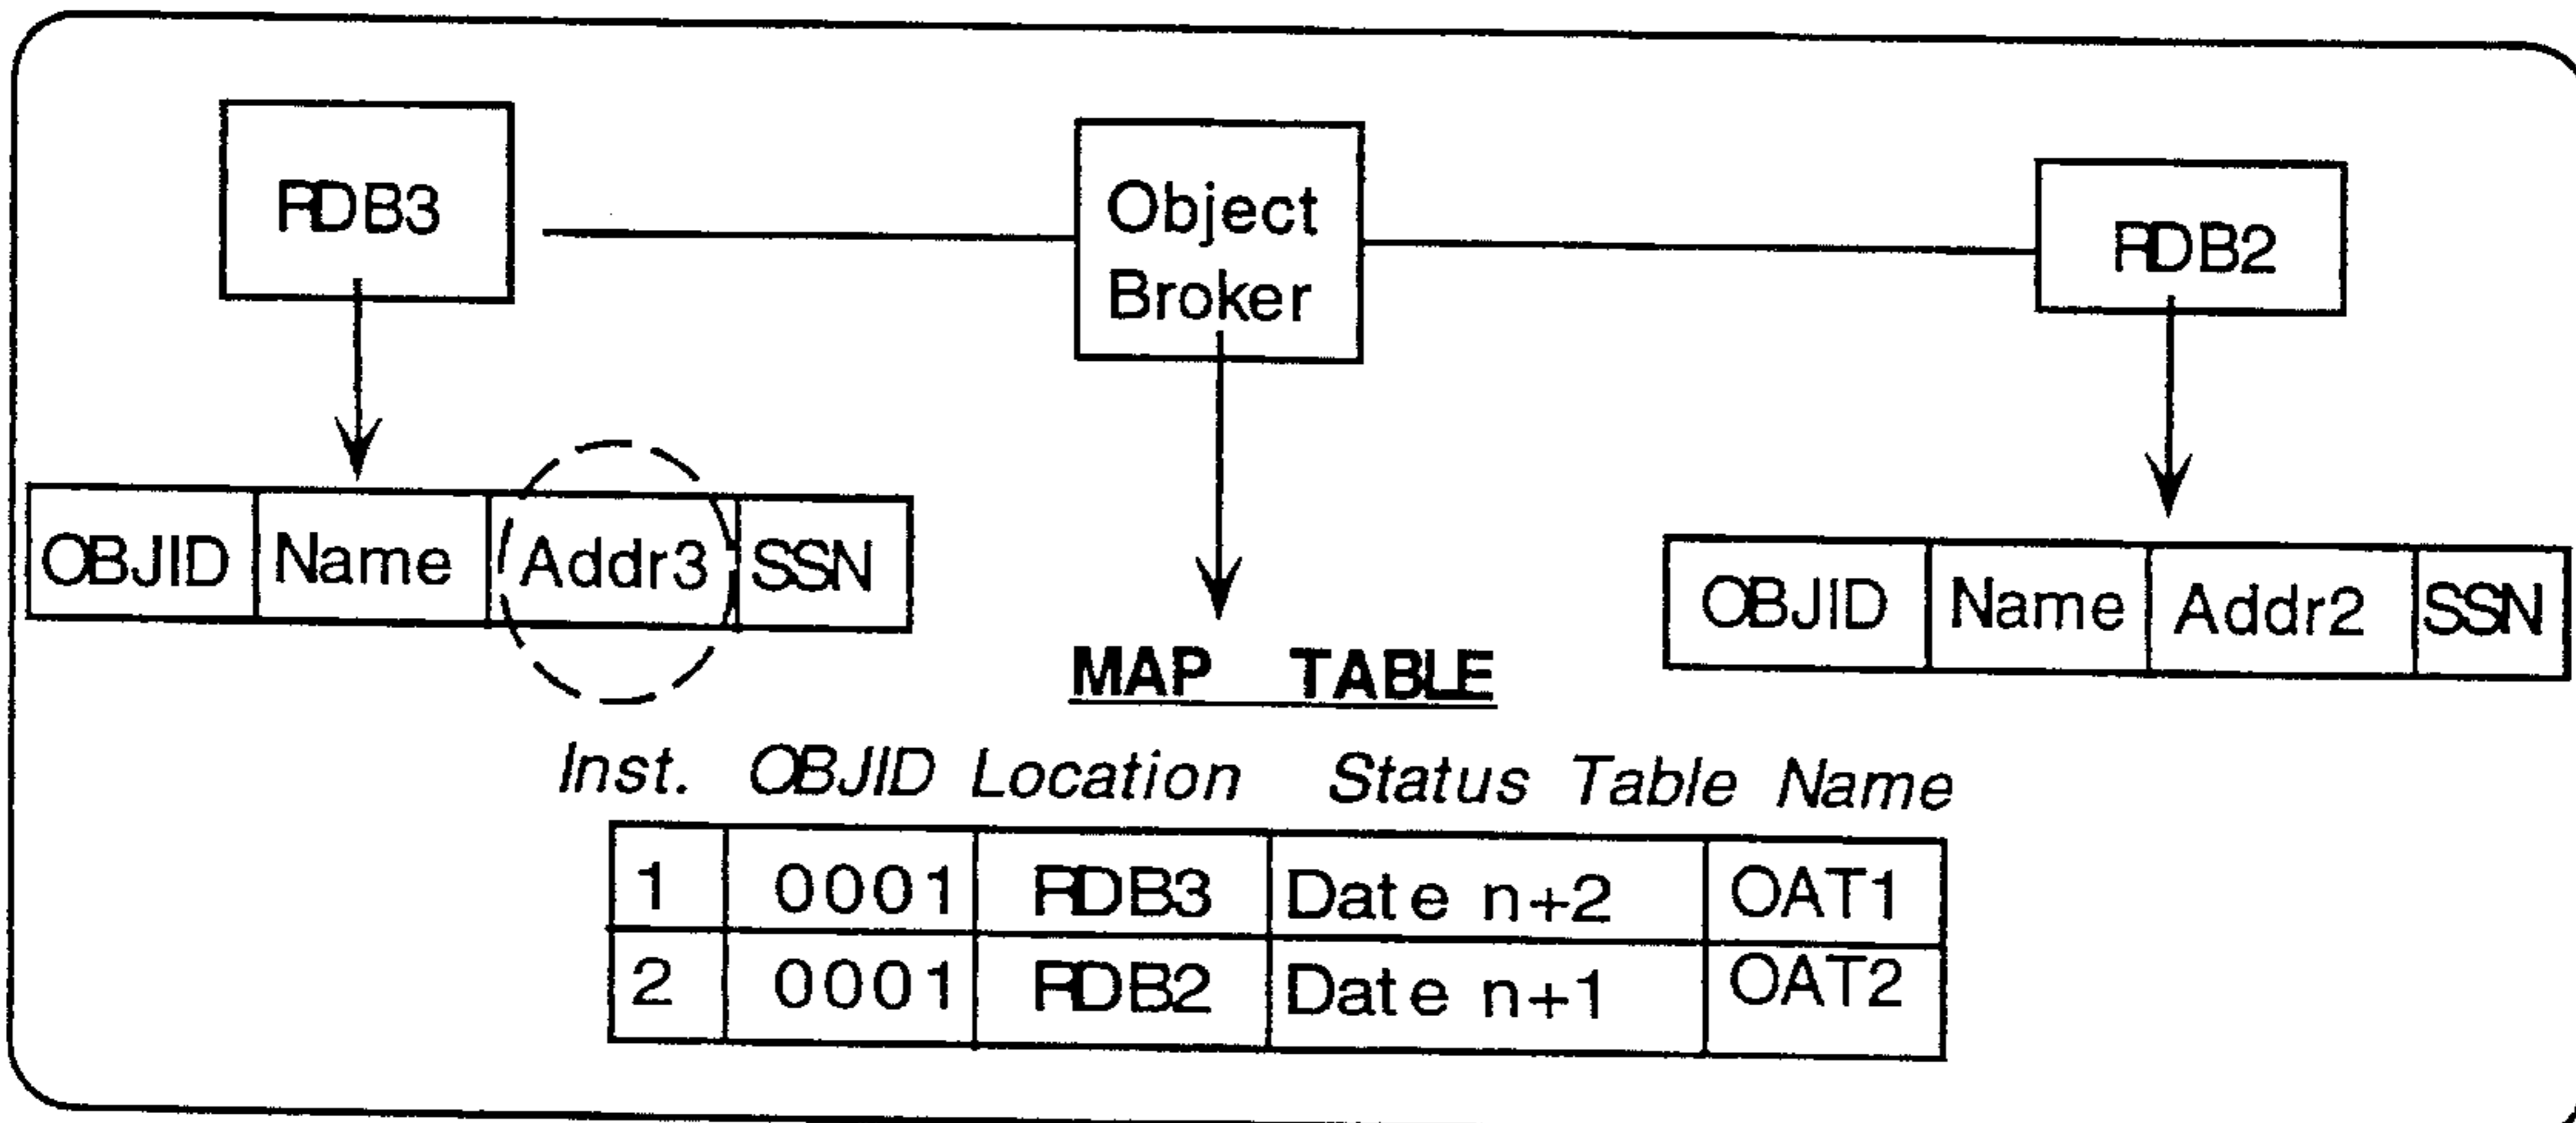 RDB3
Object
Broker
RDB2
OBJID Name Addr3 SSN
OBJID Name Addr2 SSN
MAP TABLE
Inst. OBJID Location Status Table Name
1 0001 RDB3 Date n+2 OAT1
2 0001 RDB2 Date n+1 OAT2